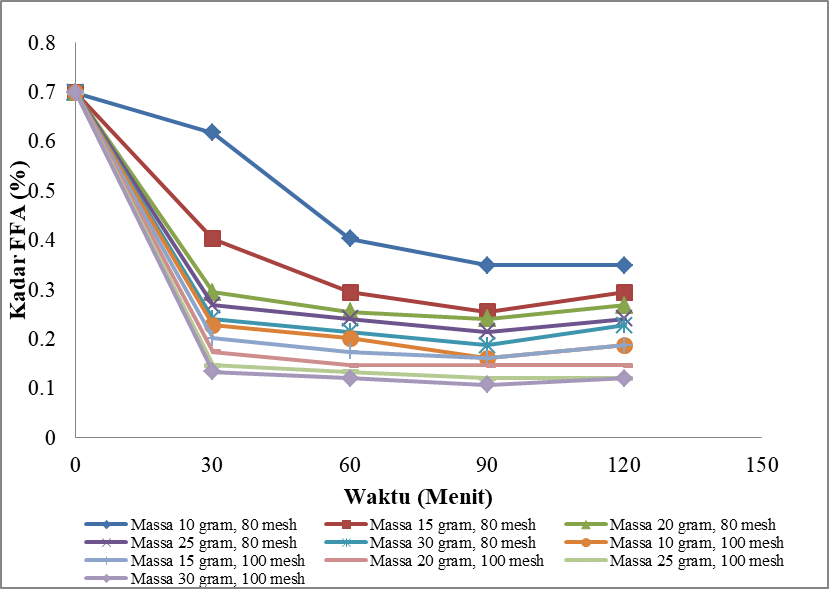 Kadar FFA (%)
0.8
0.7
0.6
0.5
0.4
0.3
0.2
0.1
0
0 30 60 90 120 150
Waktu (Menit)
Massa 10 gram, 80 mesh Massa 15 gram, 80 mesh Massa 20 gram, 80 mesh
Massa 25 gram, 80 mesh Massa 30 gram, 80 mesh Massa 10 gram, 100 mesh
Massa 15 gram, 100 mesh Massa 20 gram, 100 mesh Massa 25 gram, 100 mesh
Massa 30 gram, 100 mesh